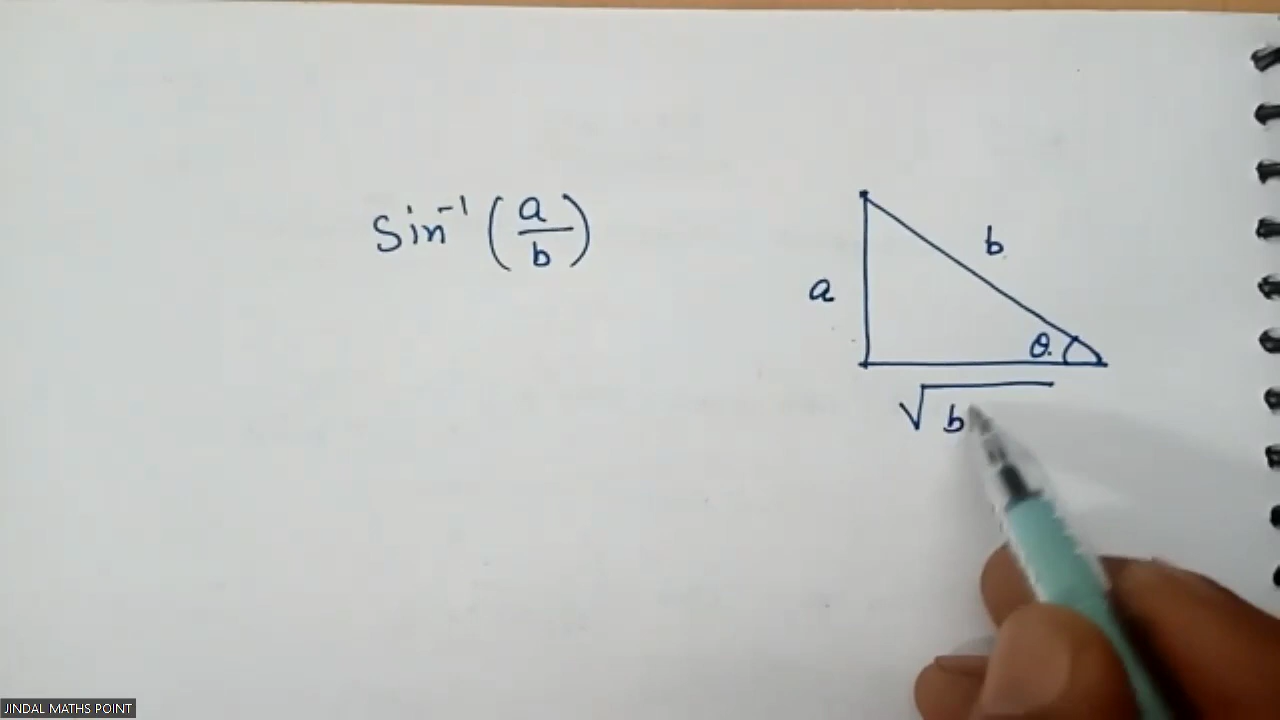 Sin⁻¹ (a/b)
b
a
θ
√b
JINDAL MATHS POINT